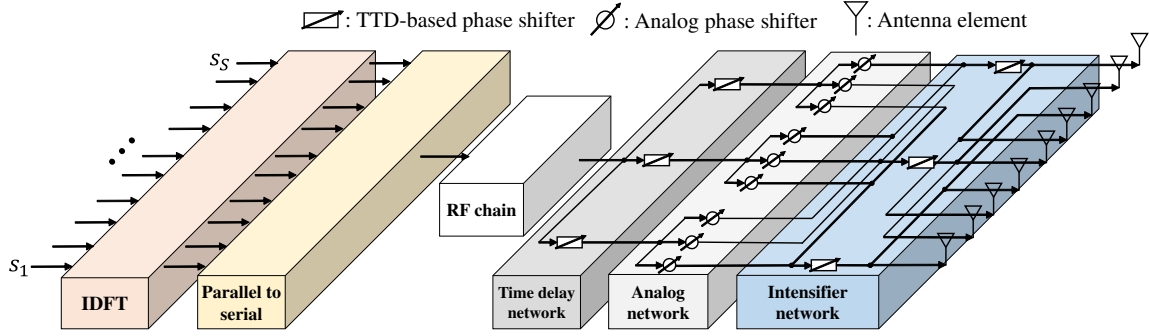 : TTD-based phase shifter : Analog phase shifter : Antenna element
s_S
s_1
RF chain
IDFT
Parallel to
serial
Time delay
network
Analog
network
Intensifier
network